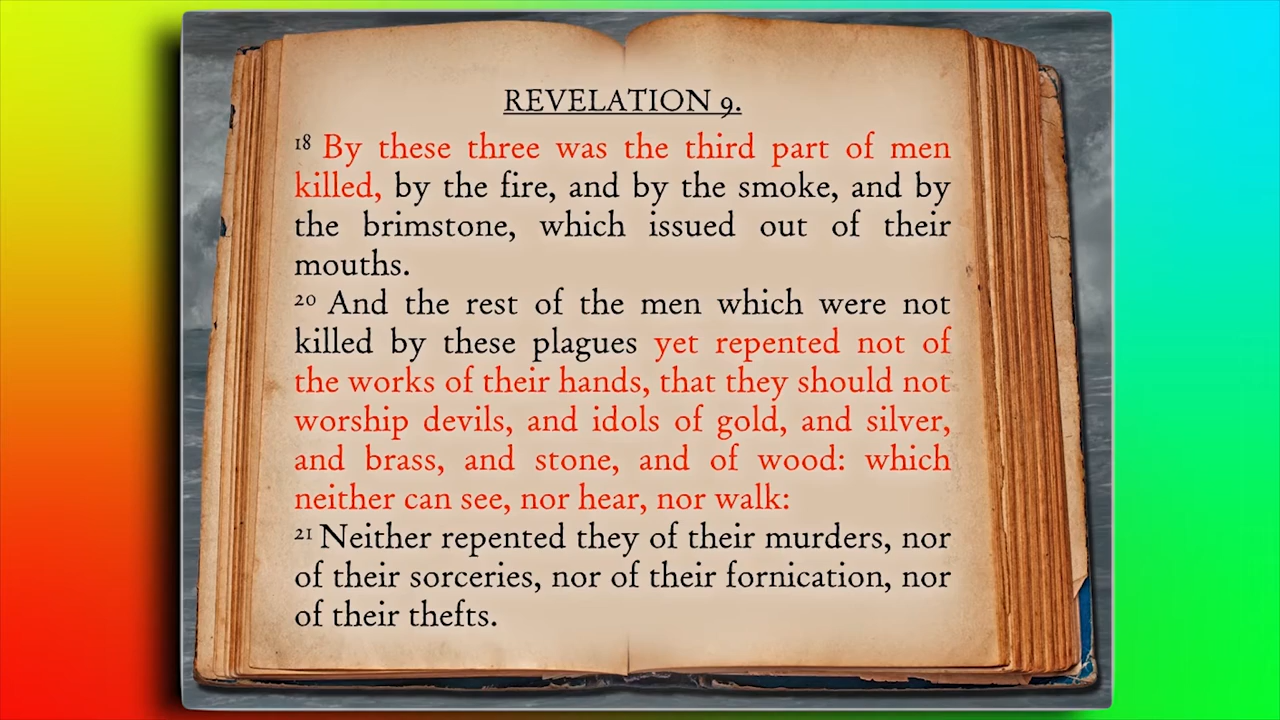 REVELATION 9.
18 By these three was the third part of men
killed, by the fire, and by the smoke, and by
the brimstone, which issued out of their
mouths.
20 And the rest of the men which were not
killed by these plagues yet repented not of
the works of their hands, that they should not
worship devils, and idols of gold, and silver,
and brass, and stone, and of wood: which
neither can see, nor hear, nor walk:
21 Neither repented they of their murders, nor
of their sorceries, nor of their fornication, nor
of their thefts.